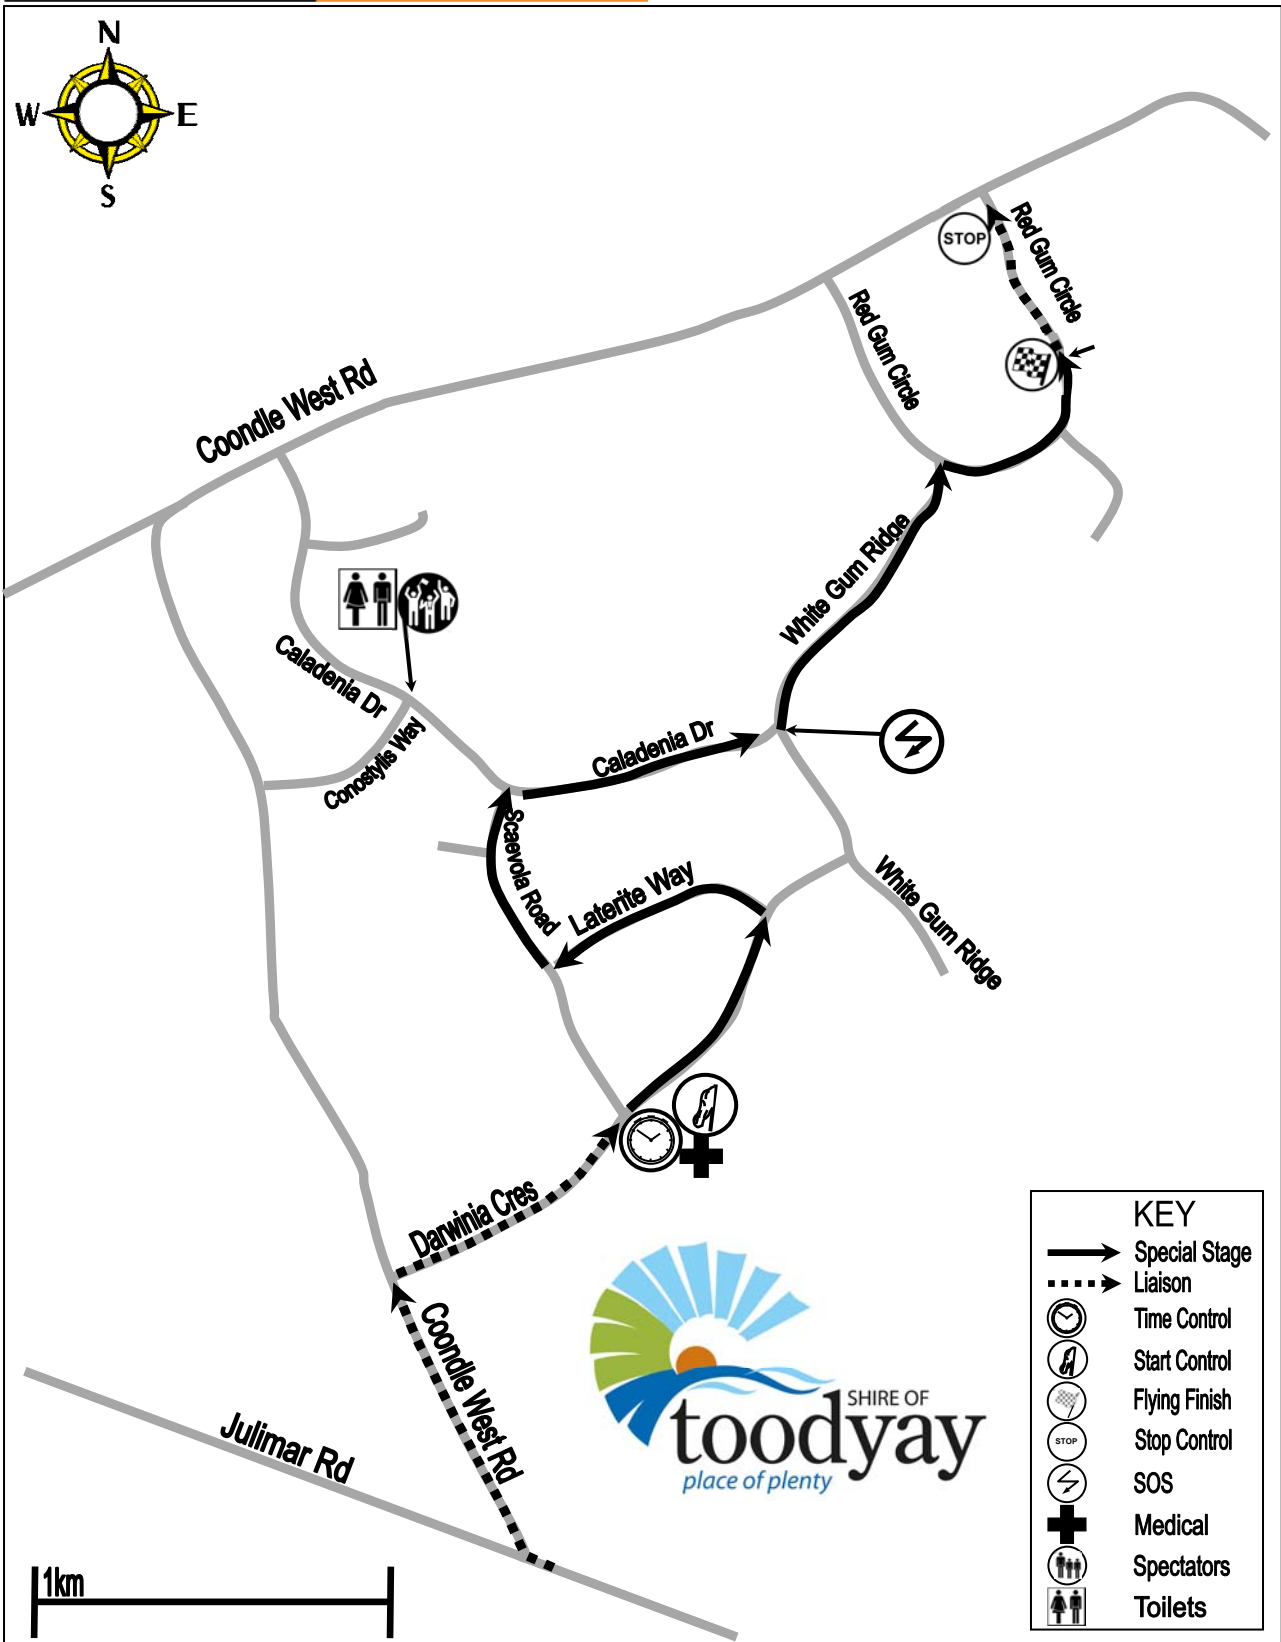 N
W E
S
Red Gum Circle
STOP
Red Gum Circle
Coondle West Rd
White Gum Ridge
Caladenia Dr
Conostylis Way
Caladenia Dr
Scaevola Road
Laterite Way
White Gum Ridge
Darwinia Cres
Coondle West Rd
Julimar Rd
SHIRE OF
toodyay
place of plenty
1km
KEY
Special Stage
Liaison
Time Control
Start Control
Flying Finish
STOP Stop Control
SOS
Medical
Spectators
Toilets